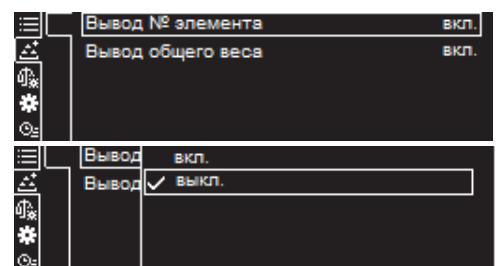 Вывод № элемента вкл.
Вывод общего веса вкл.
Вывод вкл.
Вывод выкл.